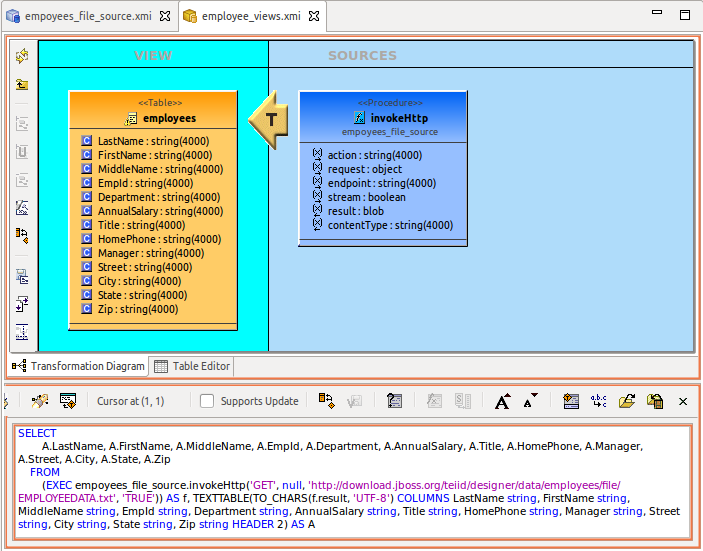 empoyees_file_source.xmi
employee_views.xmi
VIEW
SOURCES
<<Table>>
employees
LastName : string(4000)
FirstName : string(4000)
MiddleName : string(4000)
EmpId : string(4000)
Department : string(4000)
AnnualSalary : string(4000)
Title : string(4000)
HomePhone : string(4000)
Manager : string(4000)
Street : string(4000)
City : string(4000)
State : string(4000)
Zip : string(4000)
T
<<Procedure>>
invokeHttp
empoyees_file_source
action : string(4000)
request : object
endpoint : string(4000)
stream : boolean
result : blob
contentType : string(4000)
Transformation Diagram
Table Editor
Cursor at (1, 1)
Supports Update
SELECT
A.LastName, A.FirstName, A.MiddleName, A.EmpId, A.Department, A.AnnualSalary, A.Title, A.HomePhone, A.Manager,
A.Street, A.City, A.State, A.Zip
FROM
(EXEC empoyees_file_source.invokeHttp('GET', null, 'http://download.jboss.org/teiid/designer/data/employees/file/
EMPLOYEEDATA.txt', 'TRUE')) AS f, TEXTTABLE(TO_CHARS(f.result, 'UTF-8') COLUMNS LastName string, FirstName string,
MiddleName string, EmpId string, Department string, AnnualSalary string, Title string, HomePhone string, Manager string, Street
string, City string, State string, Zip string HEADER 2) AS A